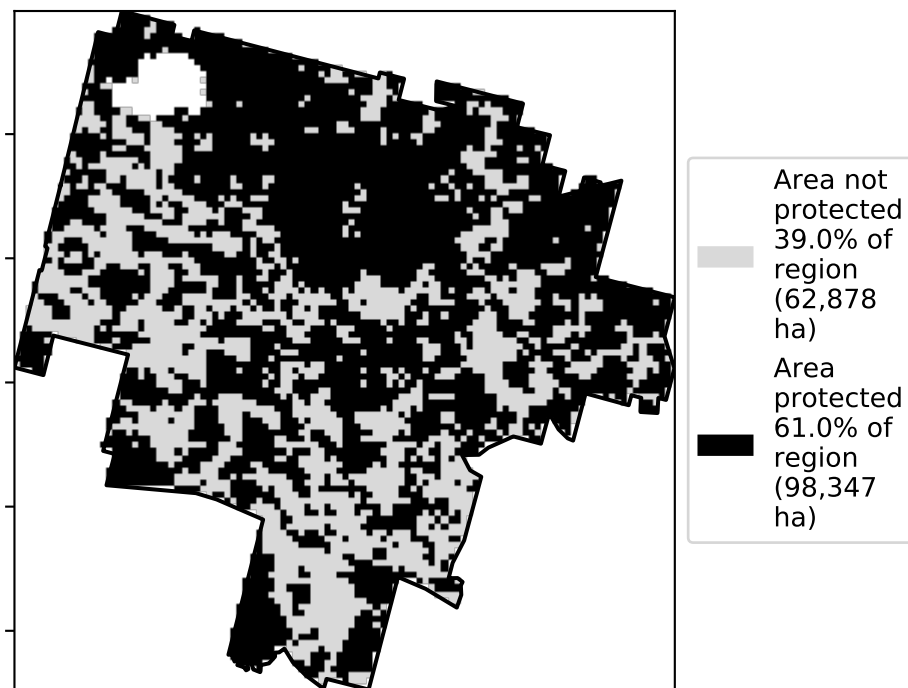 Area not
protected
39.0% of
region
(62,878
ha)
Area
protected
61.0% of
region
(98,347
ha)